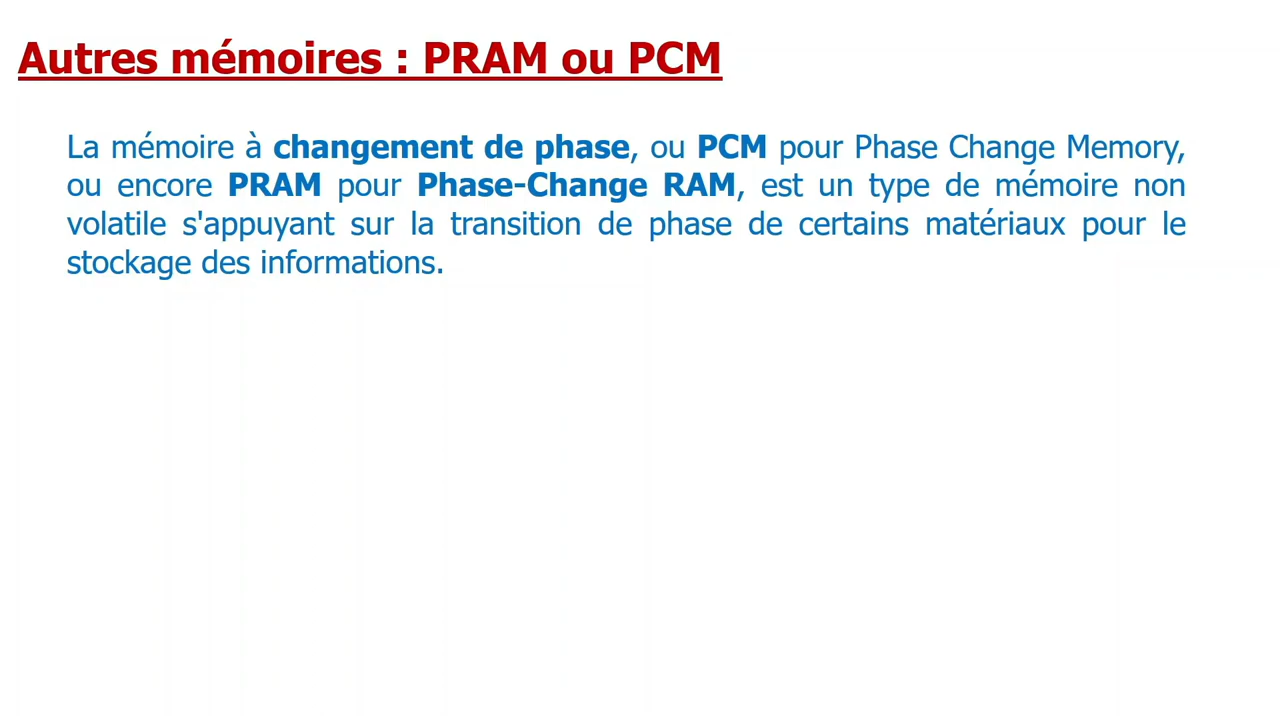 Autres mémoires : PRAM ou PCM
La mémoire à changement de phase, ou PCM pour Phase Change Memory,
ou encore PRAM pour Phase-Change RAM, est un type de mémoire non
volatile s'appuyant sur la transition de phase de certains matériaux pour le
stockage des informations.